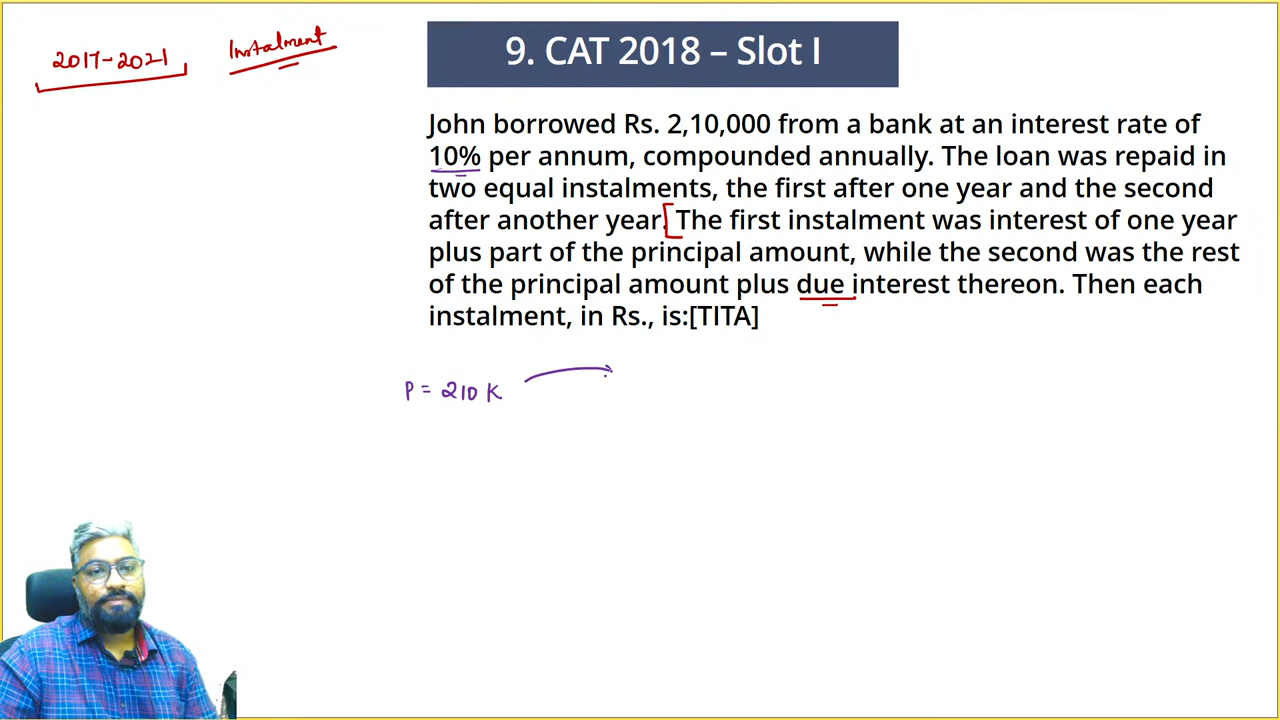 2017-2021
Instalment
9. CAT 2018 – Slot I
John borrowed Rs. 2,10,000 from a bank at an interest rate of
10% per annum, compounded annually. The loan was repaid in
two equal instalments, the first after one year and the second
after another year. The first instalment was interest of one year
plus part of the principal amount, while the second was the rest
of the principal amount plus due interest thereon. Then each
instalment, in Rs., is:[TITA]
P = 210 K